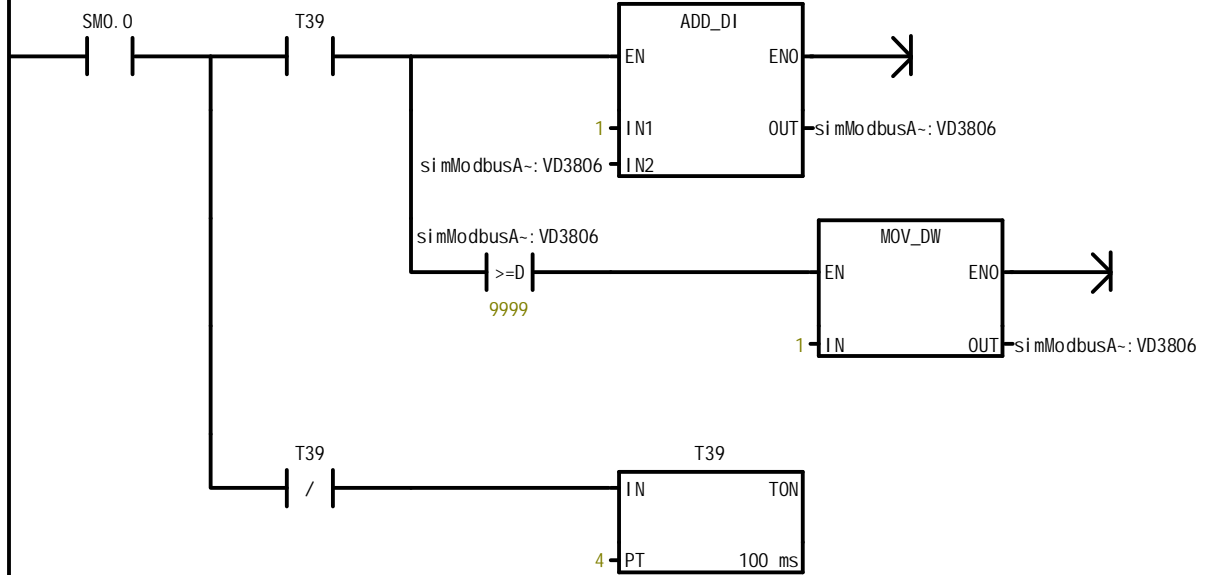 SM0.0 T39 ADD_DI
EN ENO
1 IN1 OUT simModbusA~:VD3806
simModbusA~:VD3806 IN2
simModbusA~:VD3806 MOV_DW
>=D EN ENO
9999
1 IN OUT simModbusA~:VD3806
T39 T39
/ IN TON
4 PT 100 ms